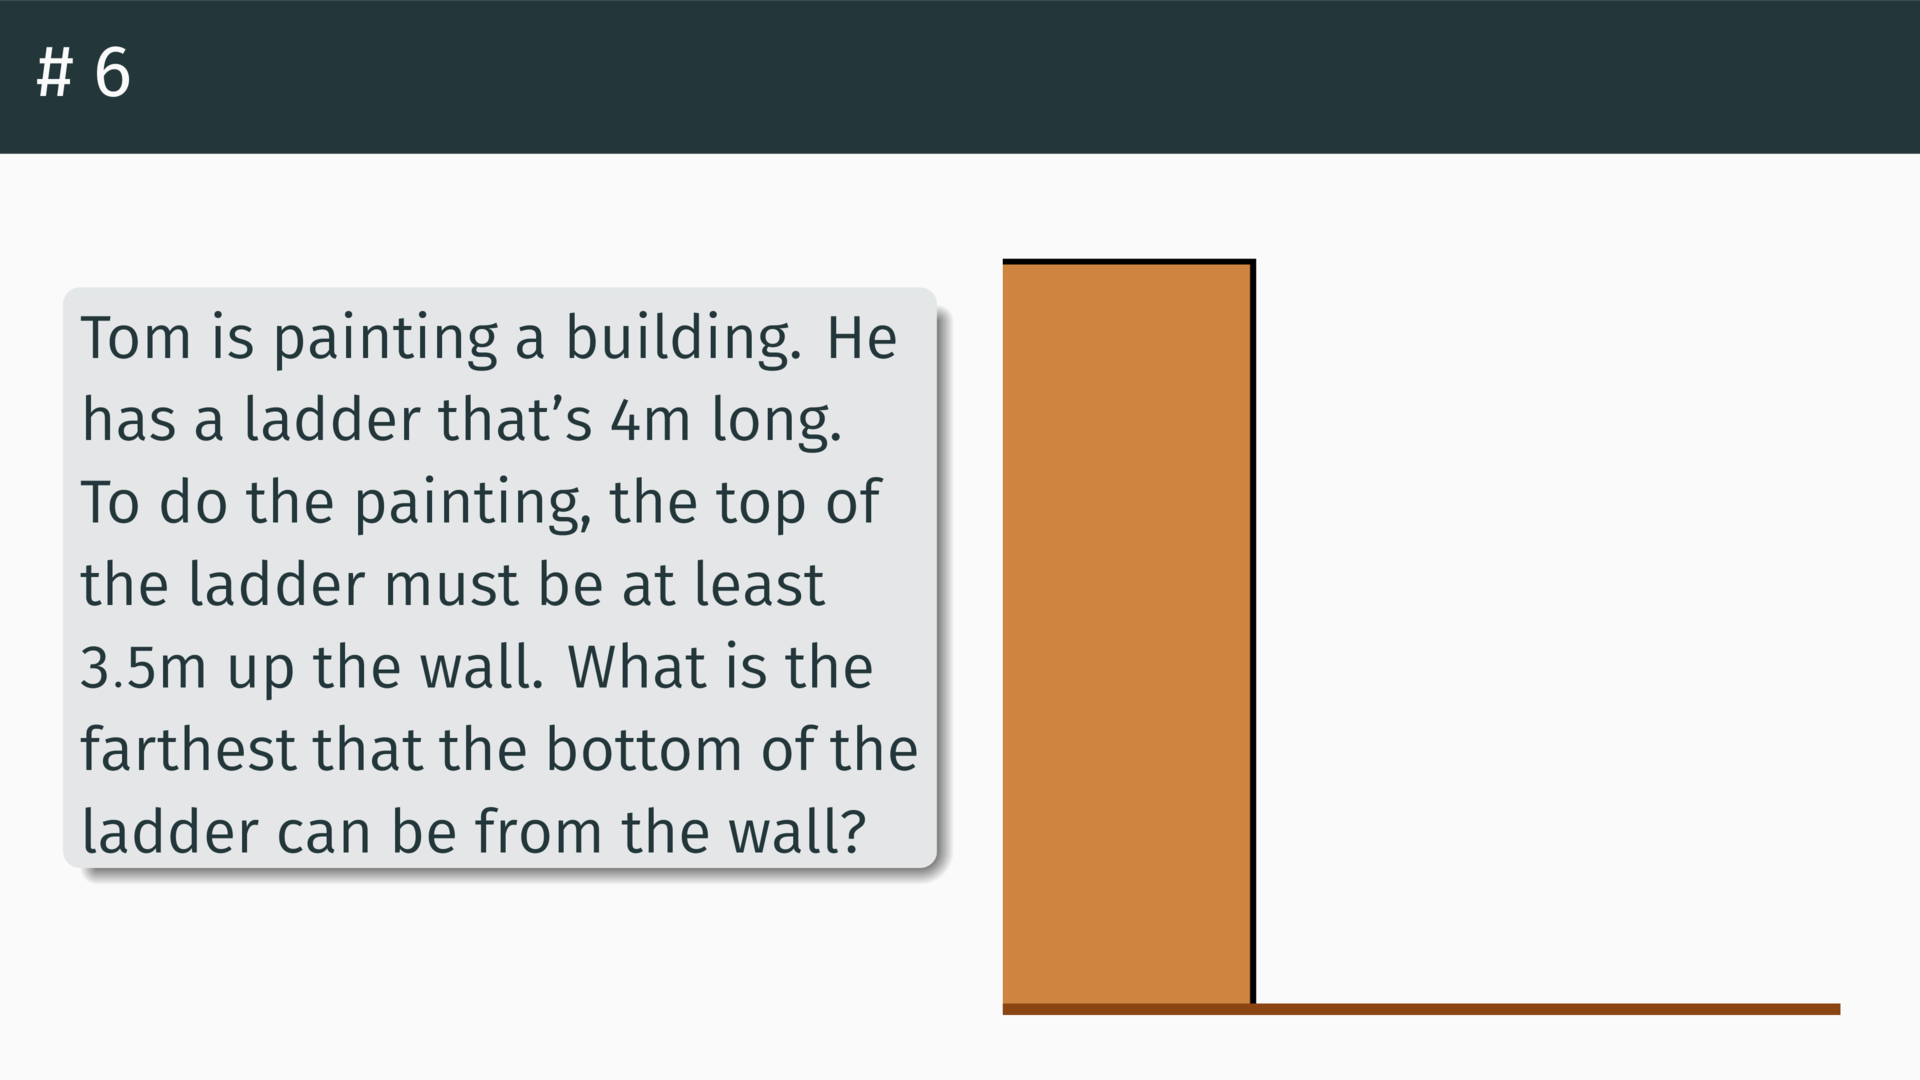 # 6
Tom is painting a building. He
has a ladder that's 4m long.
To do the painting, the top of
the ladder must be at least
3.5m up the wall. What is the
farthest that the bottom of the
ladder can be from the wall?